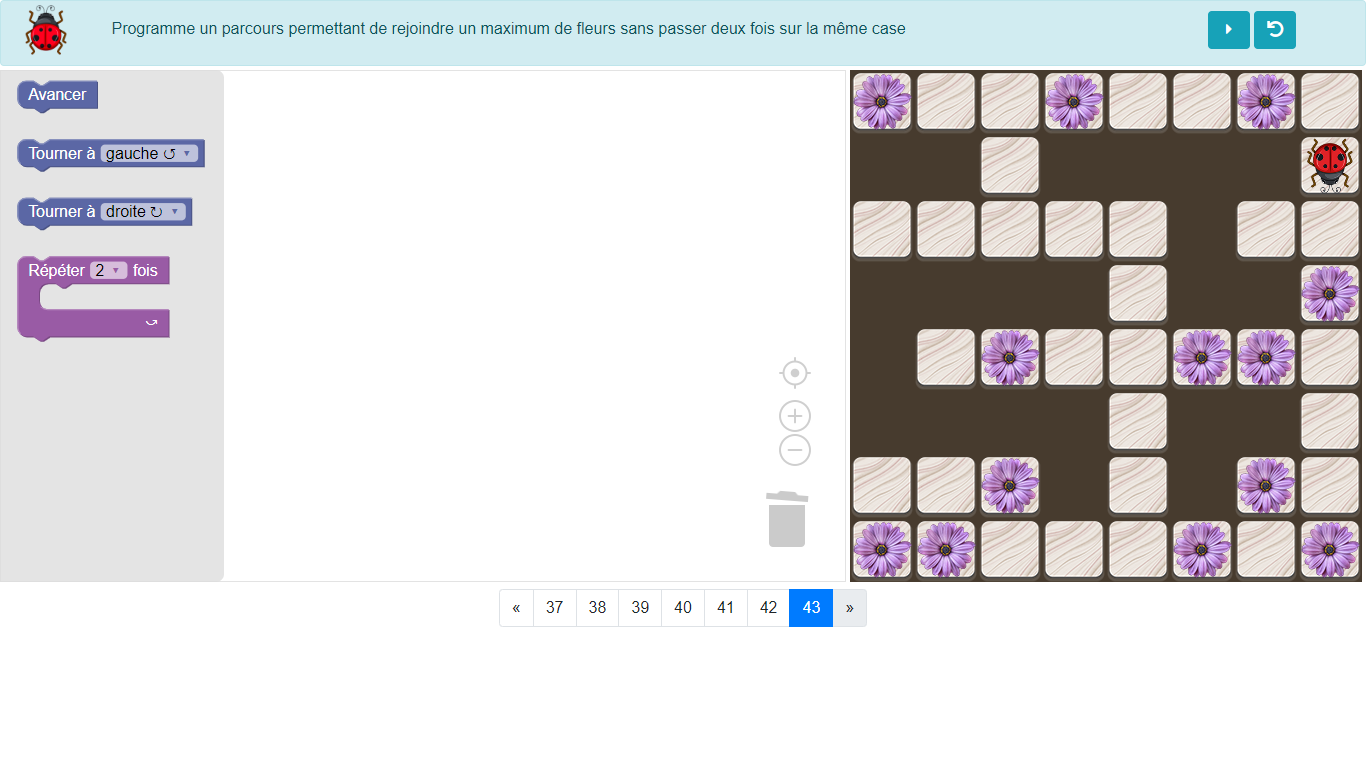 Programme un parcours permettant de rejoindre un maximum de fleurs sans passer deux fois sur la même case
Avancer
Tourner à gauche ↺
Tourner à droite ↻
Répéter 2 fois
« 37 38 39 40 41 42 43 »